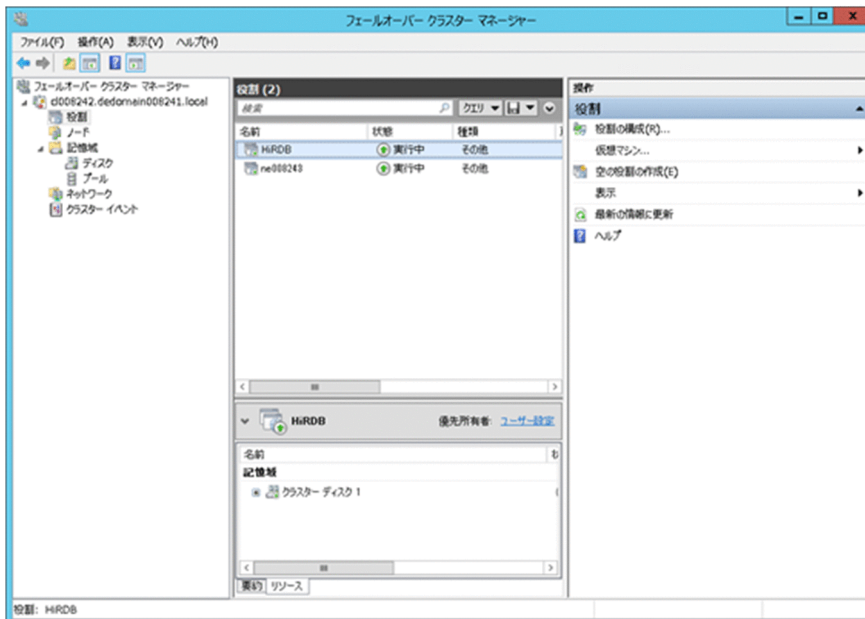 フェールオーバー クラスター マネージャー
ファイル(F) 操作(A) 表示(V) ヘルプ(H)
フェールオーバー クラスター マネージャー
cl008242.dedomain008241.local
役割
ノード
記憶域
ディスク
プール
ネットワーク
クラスター イベント
役割 (2)
検索 クエリ
名前 状態 種類
HiRDB 実行中 その他
ne008243 実行中 その他
HiRDB 優先所有者: ユーザー設定
名前
記憶域
クラスター ディスク 1
要約 リソース
操作
役割
役割の構成(R)...
仮想マシン...
空の役割の作成(E)
表示
最新の情報に更新
ヘルプ
役割: HiRDB